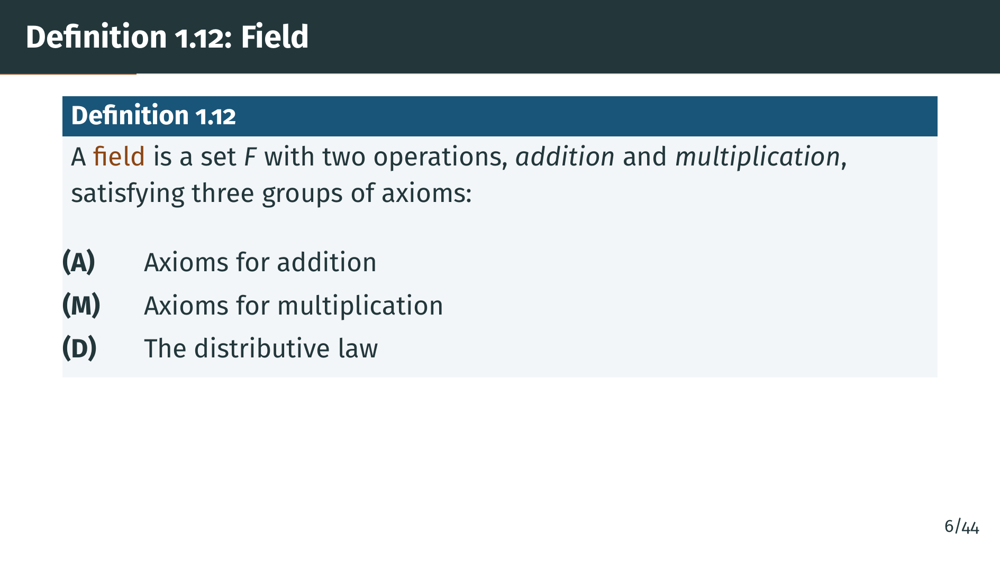 Definition 1.12: Field
Definition 1.12
A field is a set F with two operations, addition and multiplication,
satisfying three groups of axioms:
(A) Axioms for addition
(M) Axioms for multiplication
(D) The distributive law
6/44